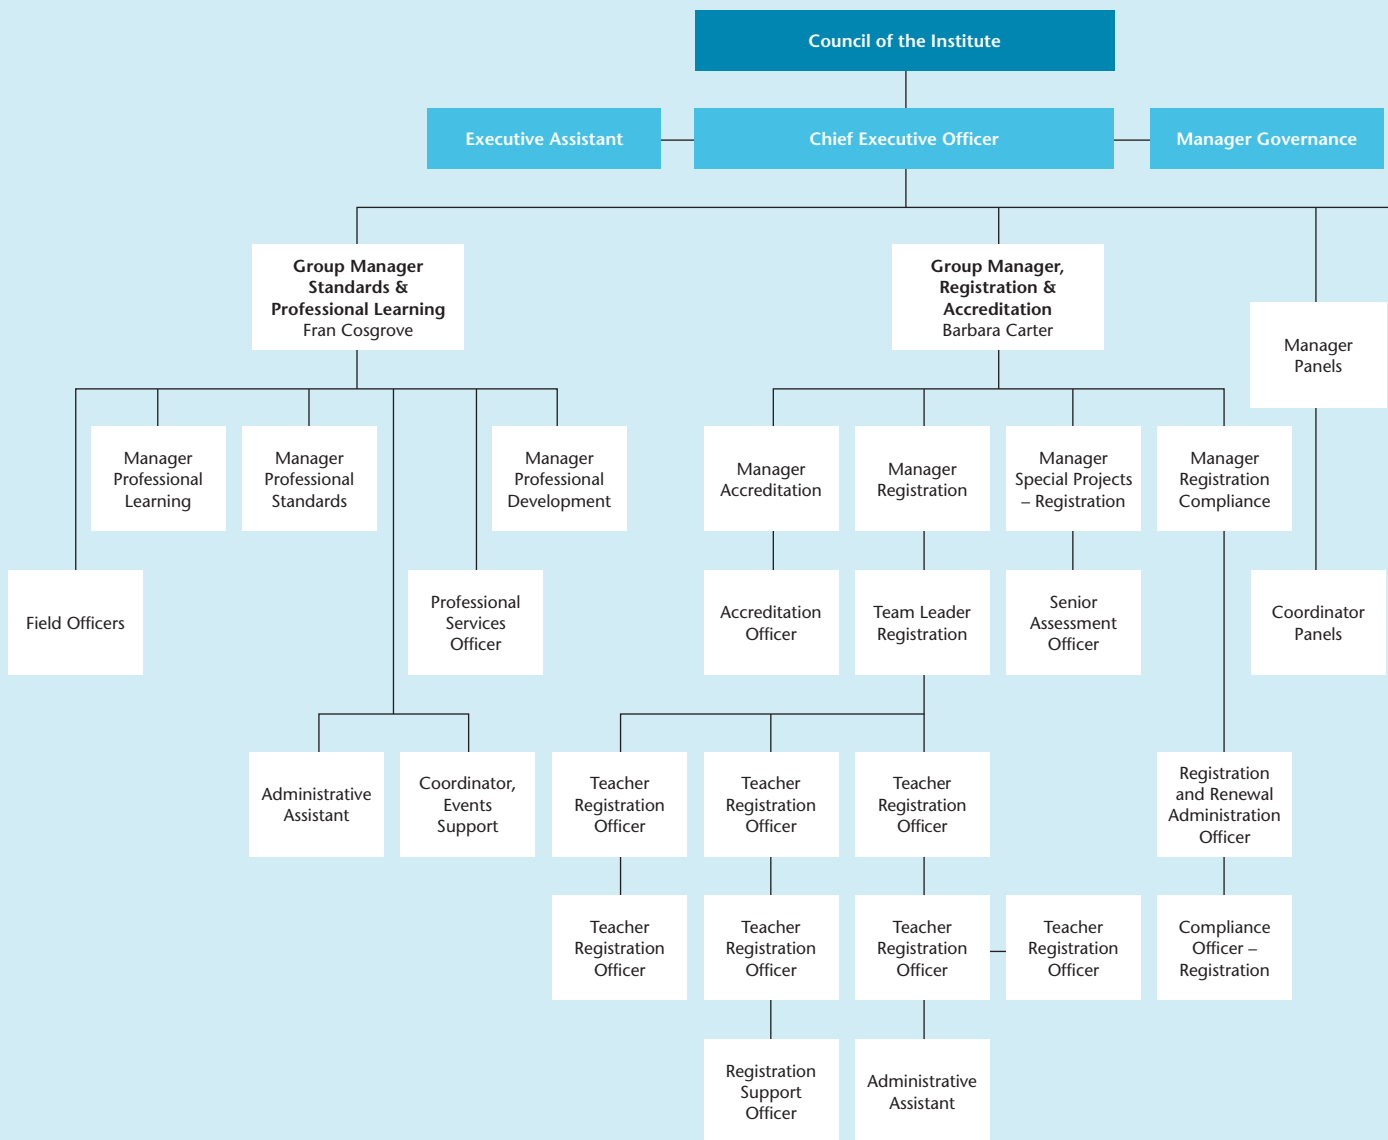 Council of the Institute
Executive Assistant
Chief Executive Officer
Manager Governance
Group Manager
Standards &
Professional Learning
Fran Cosgrove
Group Manager,
Registration &
Accreditation
Barbara Carter
Manager
Panels
Manager
Professional
Learning
Manager
Professional
Standards
Manager
Professional
Development
Manager
Accreditation
Manager
Registration
Manager
Special Projects
– Registration
Manager
Registration
Compliance
Field Officers
Professional
Services
Officer
Accreditation
Officer
Team Leader
Registration
Senior
Assessment
Officer
Coordinator
Panels
Administrative
Assistant
Coordinator,
Events
Support
Teacher
Registration
Officer
Teacher
Registration
Officer
Teacher
Registration
Officer
Registration
and Renewal
Administration
Officer
Teacher
Registration
Officer
Teacher
Registration
Officer
Teacher
Registration
Officer
Teacher
Registration
Officer
Compliance
Officer –
Registration
Registration
Support
Officer
Administrative
Assistant